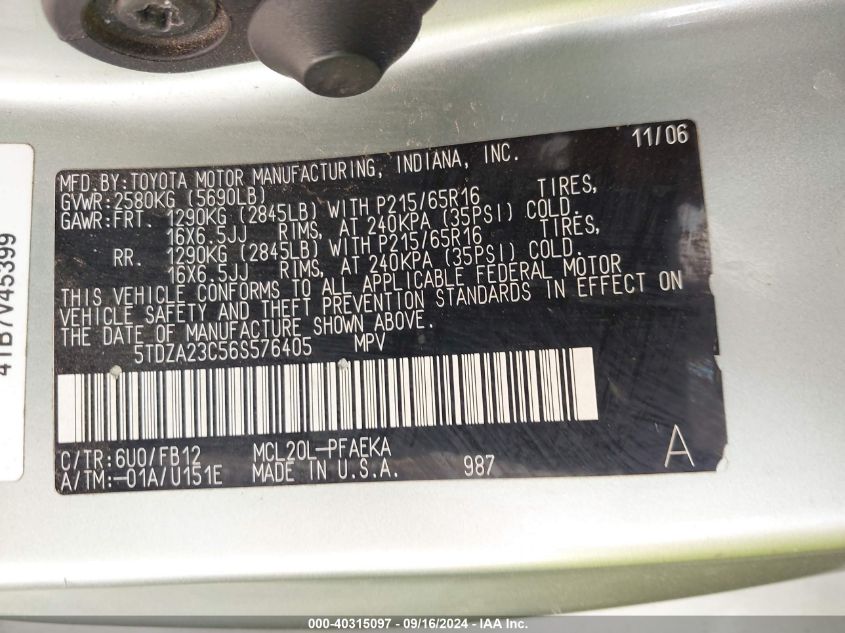 11/06
MFD.BY:TOYOTA MOTOR MANUFACTURING, INDIANA, INC.
GVWR:2580KG (5690LB)
GAWR:FRT. 1290KG (2845LB) WITH P215/65R16 TIRES,
16X6.5JJ RIMS, AT 240KPA (35PSI) COLD.
RR. 1290KG (2845LB) WITH P215/65R16 TIRES,
16X6.5JJ RIMS, AT 240KPA (35PSI) COLD.
THIS VEHICLE CONFORMS TO ALL APPLICABLE FEDERAL MOTOR
VEHICLE SAFETY AND THEFT PREVENTION STANDARDS IN EFFECT ON
THE DATE OF MANUFACTURE SHOWN ABOVE.
5TDZA23C56S576405 MPV
C/TR:6U0/FB12 MCL20L-PFAEKA
A/TM:-01A/U151E MADE IN U.S.A. 987 A
41B7V45399
000-40315097 - 09/16/2024 - IAA Inc.